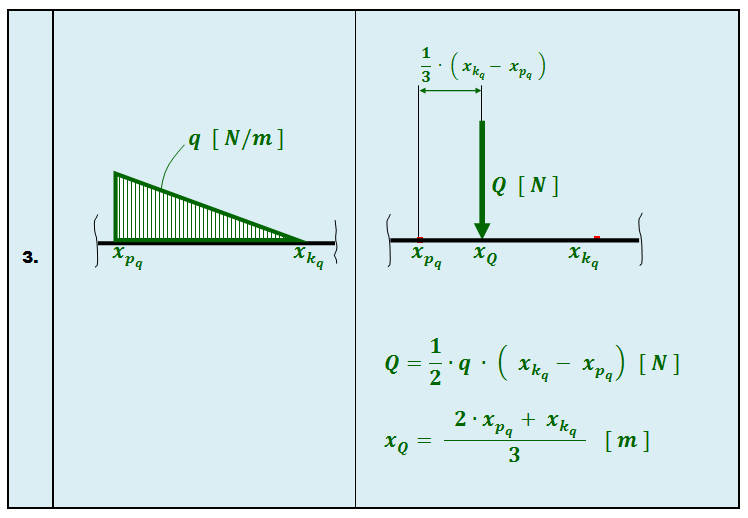 3.
q [ N/m ]
x_{p_q} x_{k_q}
1/3 · ( x_{k_q} − x_{p_q} )
Q [ N ]
x_{p_q} x_Q x_{k_q}
Q = 1/2 · q · ( x_{k_q} − x_{p_q} ) [ N ]
x_Q = (2 · x_{p_q} + x_{k_q})/3 [ m ]